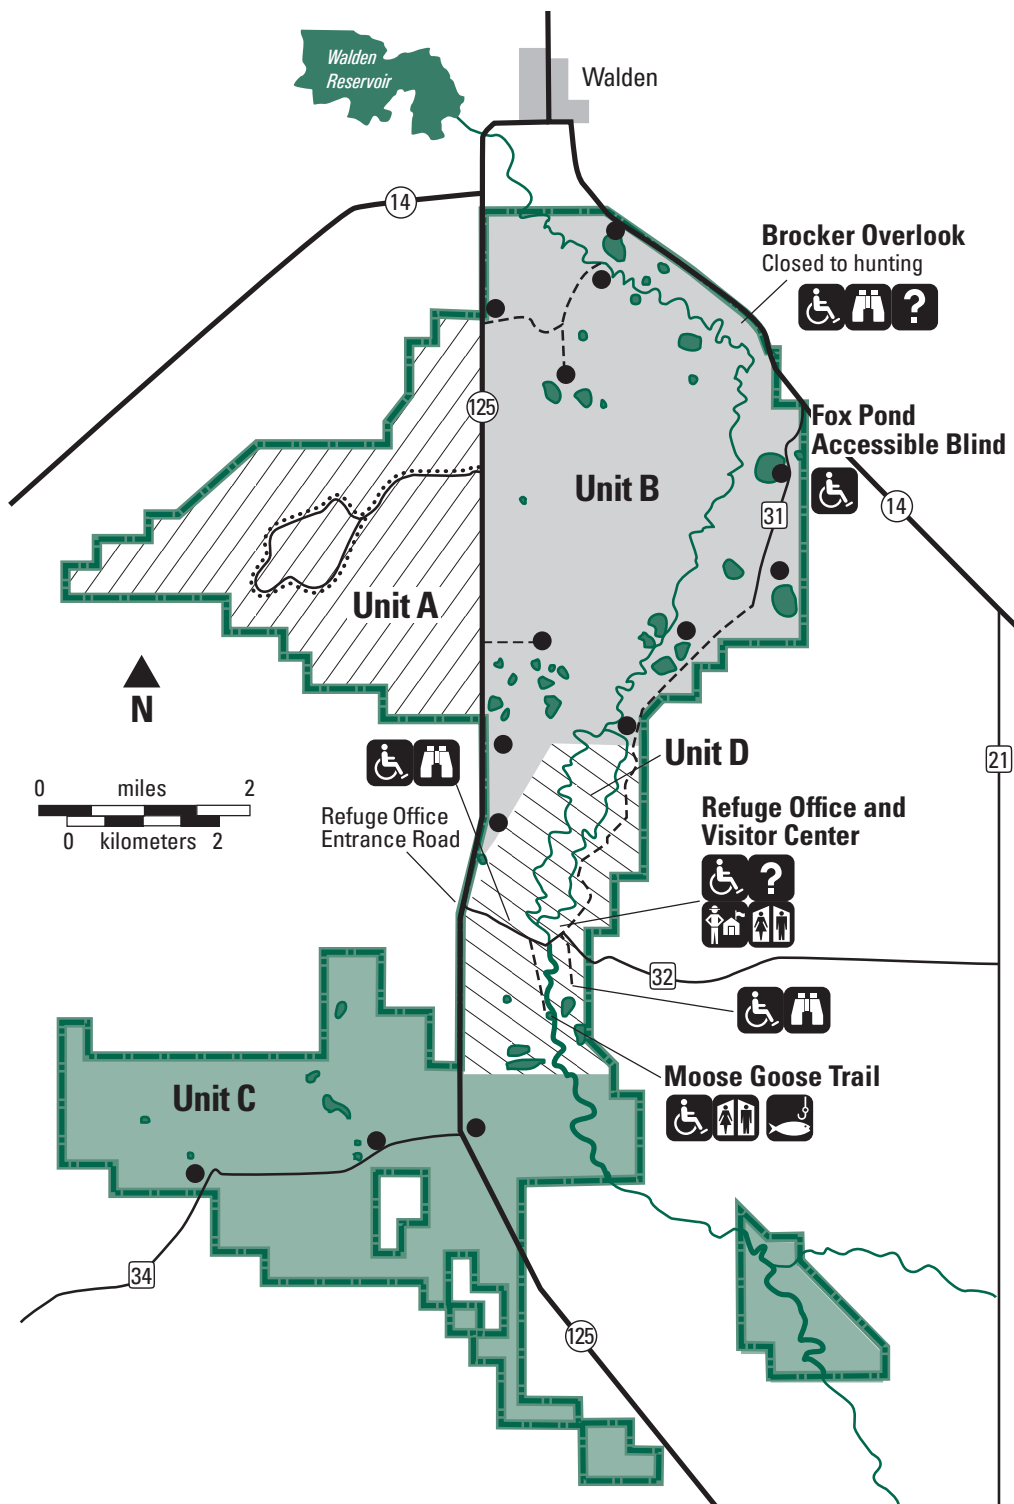 Walden
Reservoir
Walden
14
Brocker Overlook
Closed to hunting
?
125
Fox Pond
Accessible Blind
Unit B
31
14
Unit A
N
Unit D
21
0 miles 2
0 kilometers 2
Refuge Office
Entrance Road
Refuge Office and
Visitor Center
?
32
Moose Goose Trail
Unit C
34
125